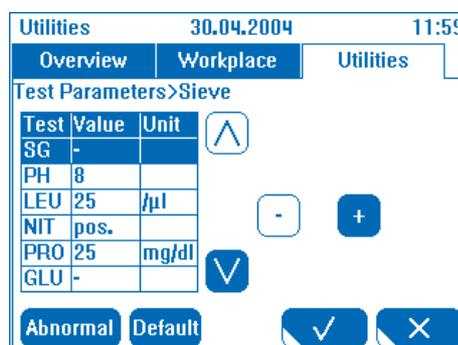 Utilities 30.04.2004 11:59
Overview Workplace Utilities
Test Parameters>Sieve
Test Value Unit
SG -
PH 8
LEU 25 /µl
NIT pos.
PRO 25 mg/dl
GLU -
- +
Abnormal Default